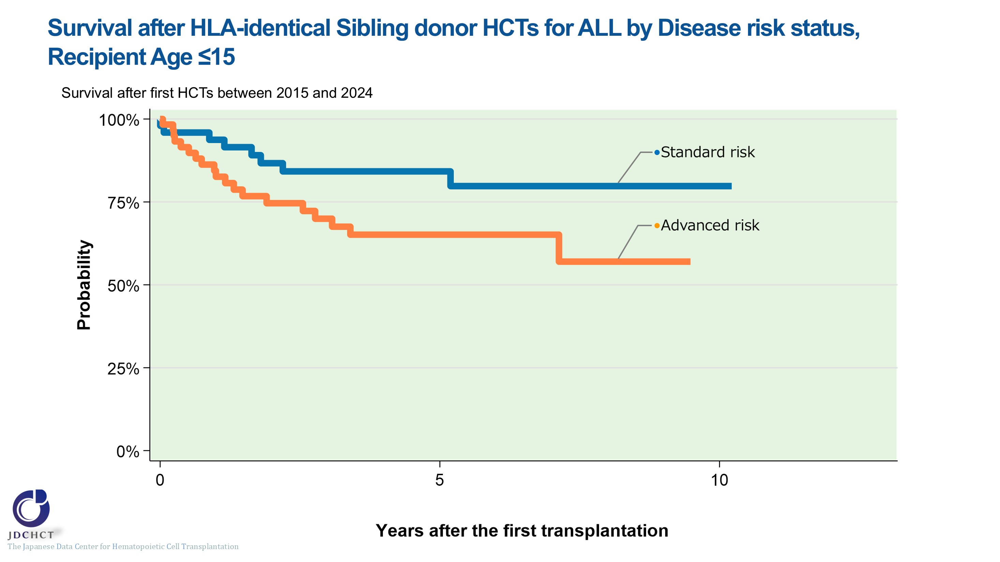 Survival after HLA-identical Sibling donor HCTs for ALL by Disease risk status,
Recipient Age ≤15
Survival after first HCTs between 2015 and 2024
100%
75%
50%
25%
0%
Probability
Standard risk
Advanced risk
0
5
10
Years after the first transplantation
JDCHCT
The Japanese Data Center for Hematopoietic Cell Transplantation